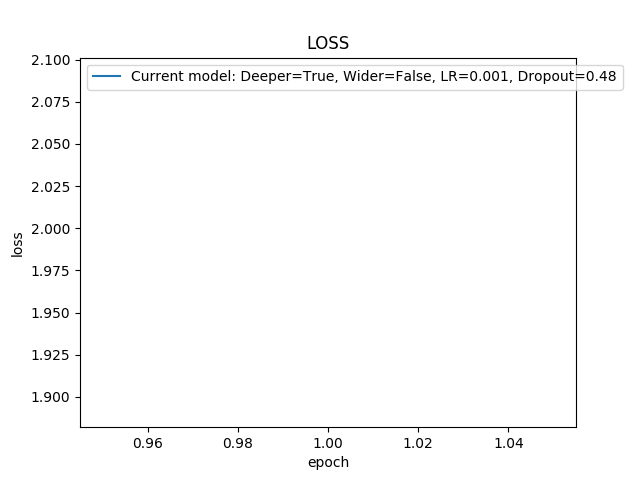 LOSS
Current model: Deeper=True, Wider=False, LR=0.001, Dropout=0.48
2.100
2.075
2.050
2.025
2.000
1.975
1.950
1.925
1.900
loss
0.96 0.98 1.00 1.02 1.04
epoch